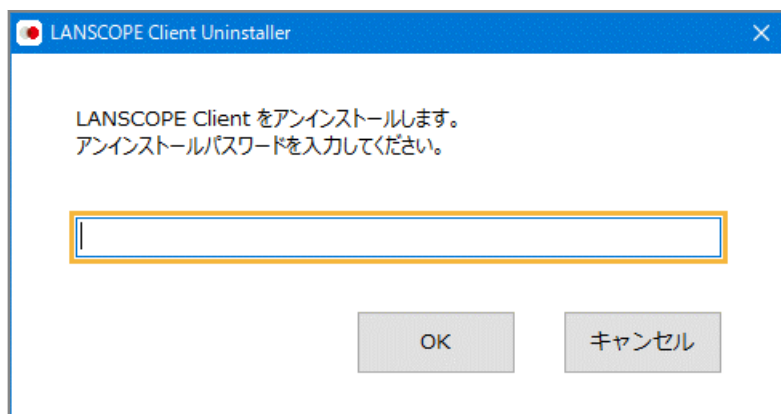 LANSCOPE Client Uninstaller
LANSCOPE Client をアンインストールします。
アンインストールパスワードを入力してください。
OK
キャンセル